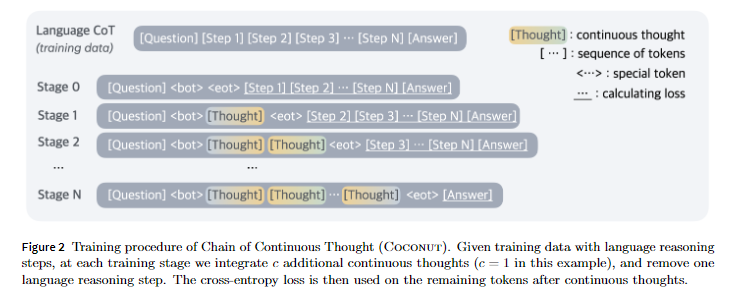 Language CoT
(training data)
[Question] [Step 1] [Step 2] [Step 3] ··· [Step N] [Answer]
[Thought] : continuous thought
[ ··· ] : sequence of tokens
<···> : special token
... : calculating loss
Stage 0 [Question] <bot> <eot> [Step 1] [Step 2] ··· [Step N] [Answer]
Stage 1 [Question] <bot> [Thought] <eot> [Step 2] [Step 3] ··· [Step N] [Answer]
Stage 2 [Question] <bot> [Thought] [Thought] <eot> [Step 3] ··· [Step N] [Answer]
... ...
Stage N [Question] <bot> [Thought] [Thought] ··· [Thought] <eot> [Answer]
Figure 2 Training procedure of Chain of Continuous Thought (COCONUT). Given training data with language reasoning
steps, at each training stage we integrate c additional continuous thoughts (c = 1 in this example), and remove one
language reasoning step. The cross-entropy loss is then used on the remaining tokens after continuous thoughts.